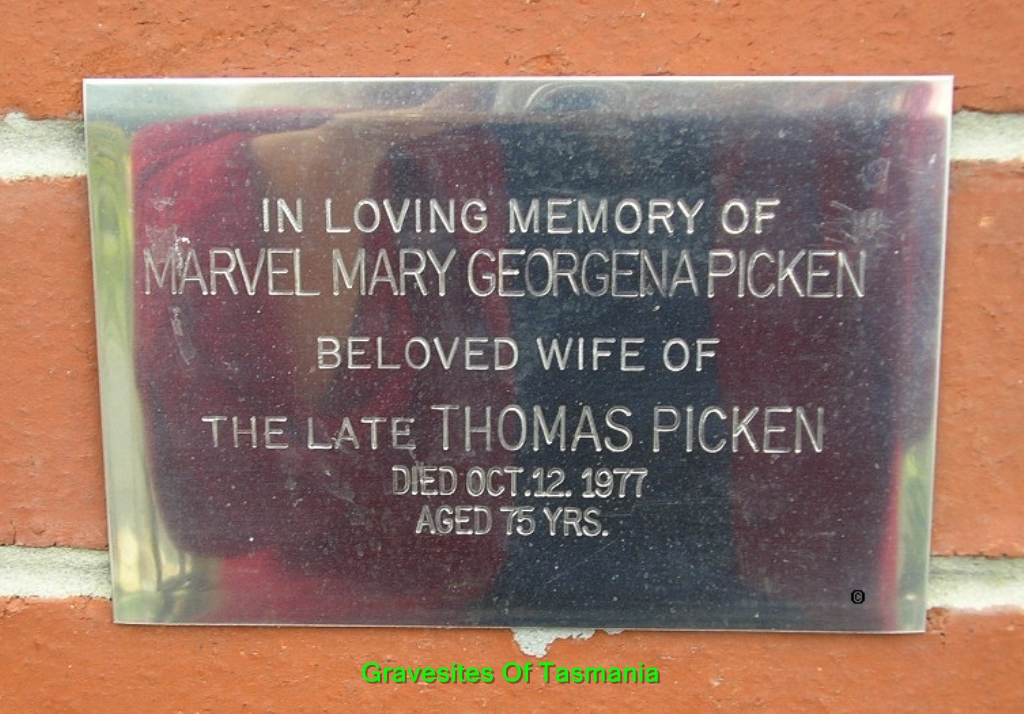 IN LOVING MEMORY OF
MARVEL MARY GEORGENA PICKEN
BELOVED WIFE OF
THE LATE THOMAS PICKEN
DIED OCT.12. 1977
AGED 75 YRS.
©
Gravesites Of Tasmania